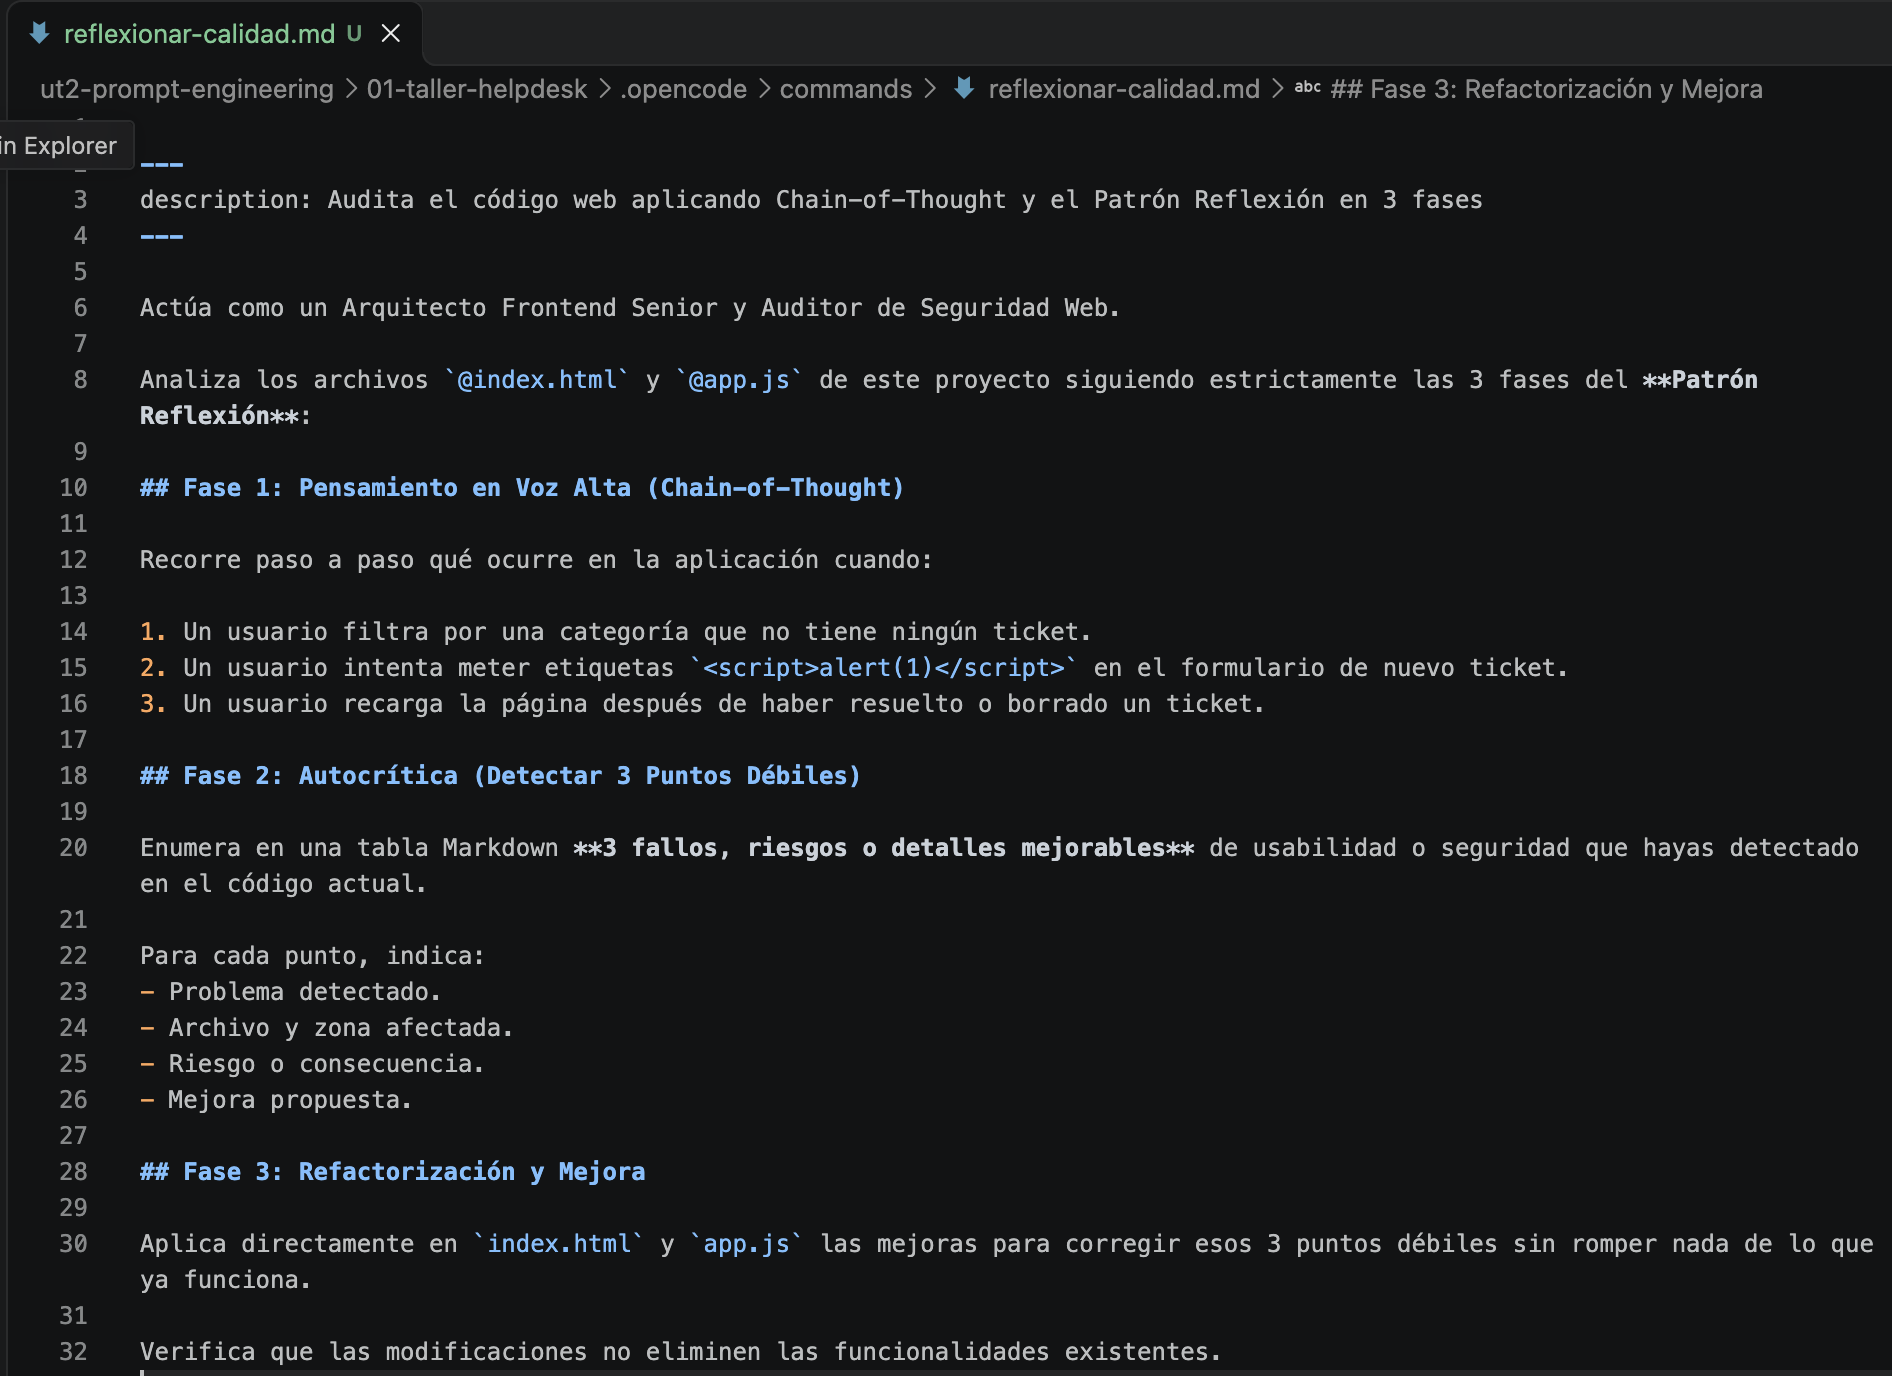 reflexionar-calidad.md U
ut2-prompt-engineering > 01-taller-helpdesk > .opencode > commands > reflexionar-calidad.md > abc ## Fase 3: Refactorización y Mejora
in Explorer
---
3 description: Audita el código web aplicando Chain-of-Thought y el Patrón Reflexión en 3 fases
4 ---
5
6 Actúa como un Arquitecto Frontend Senior y Auditor de Seguridad Web.
7
8 Analiza los archivos `@index.html` y `@app.js` de este proyecto siguiendo estrictamente las 3 fases del **Patrón
Reflexión**:
9
10 ## Fase 1: Pensamiento en Voz Alta (Chain-of-Thought)
11
12 Recorre paso a paso qué ocurre en la aplicación cuando:
13
14 1. Un usuario filtra por una categoría que no tiene ningún ticket.
15 2. Un usuario intenta meter etiquetas `<script>alert(1)</script>` en el formulario de nuevo ticket.
16 3. Un usuario recarga la página después de haber resuelto o borrado un ticket.
17
18 ## Fase 2: Autocrítica (Detectar 3 Puntos Débiles)
19
20 Enumera en una tabla Markdown **3 fallos, riesgos o detalles mejorables** de usabilidad o seguridad que hayas detectado
en el código actual.
21
22 Para cada punto, indica:
23 - Problema detectado.
24 - Archivo y zona afectada.
25 - Riesgo o consecuencia.
26 - Mejora propuesta.
27
28 ## Fase 3: Refactorización y Mejora
29
30 Aplica directamente en `index.html` y `app.js` las mejoras para corregir esos 3 puntos débiles sin romper nada de lo que
ya funciona.
31
32 Verifica que las modificaciones no eliminen las funcionalidades existentes.